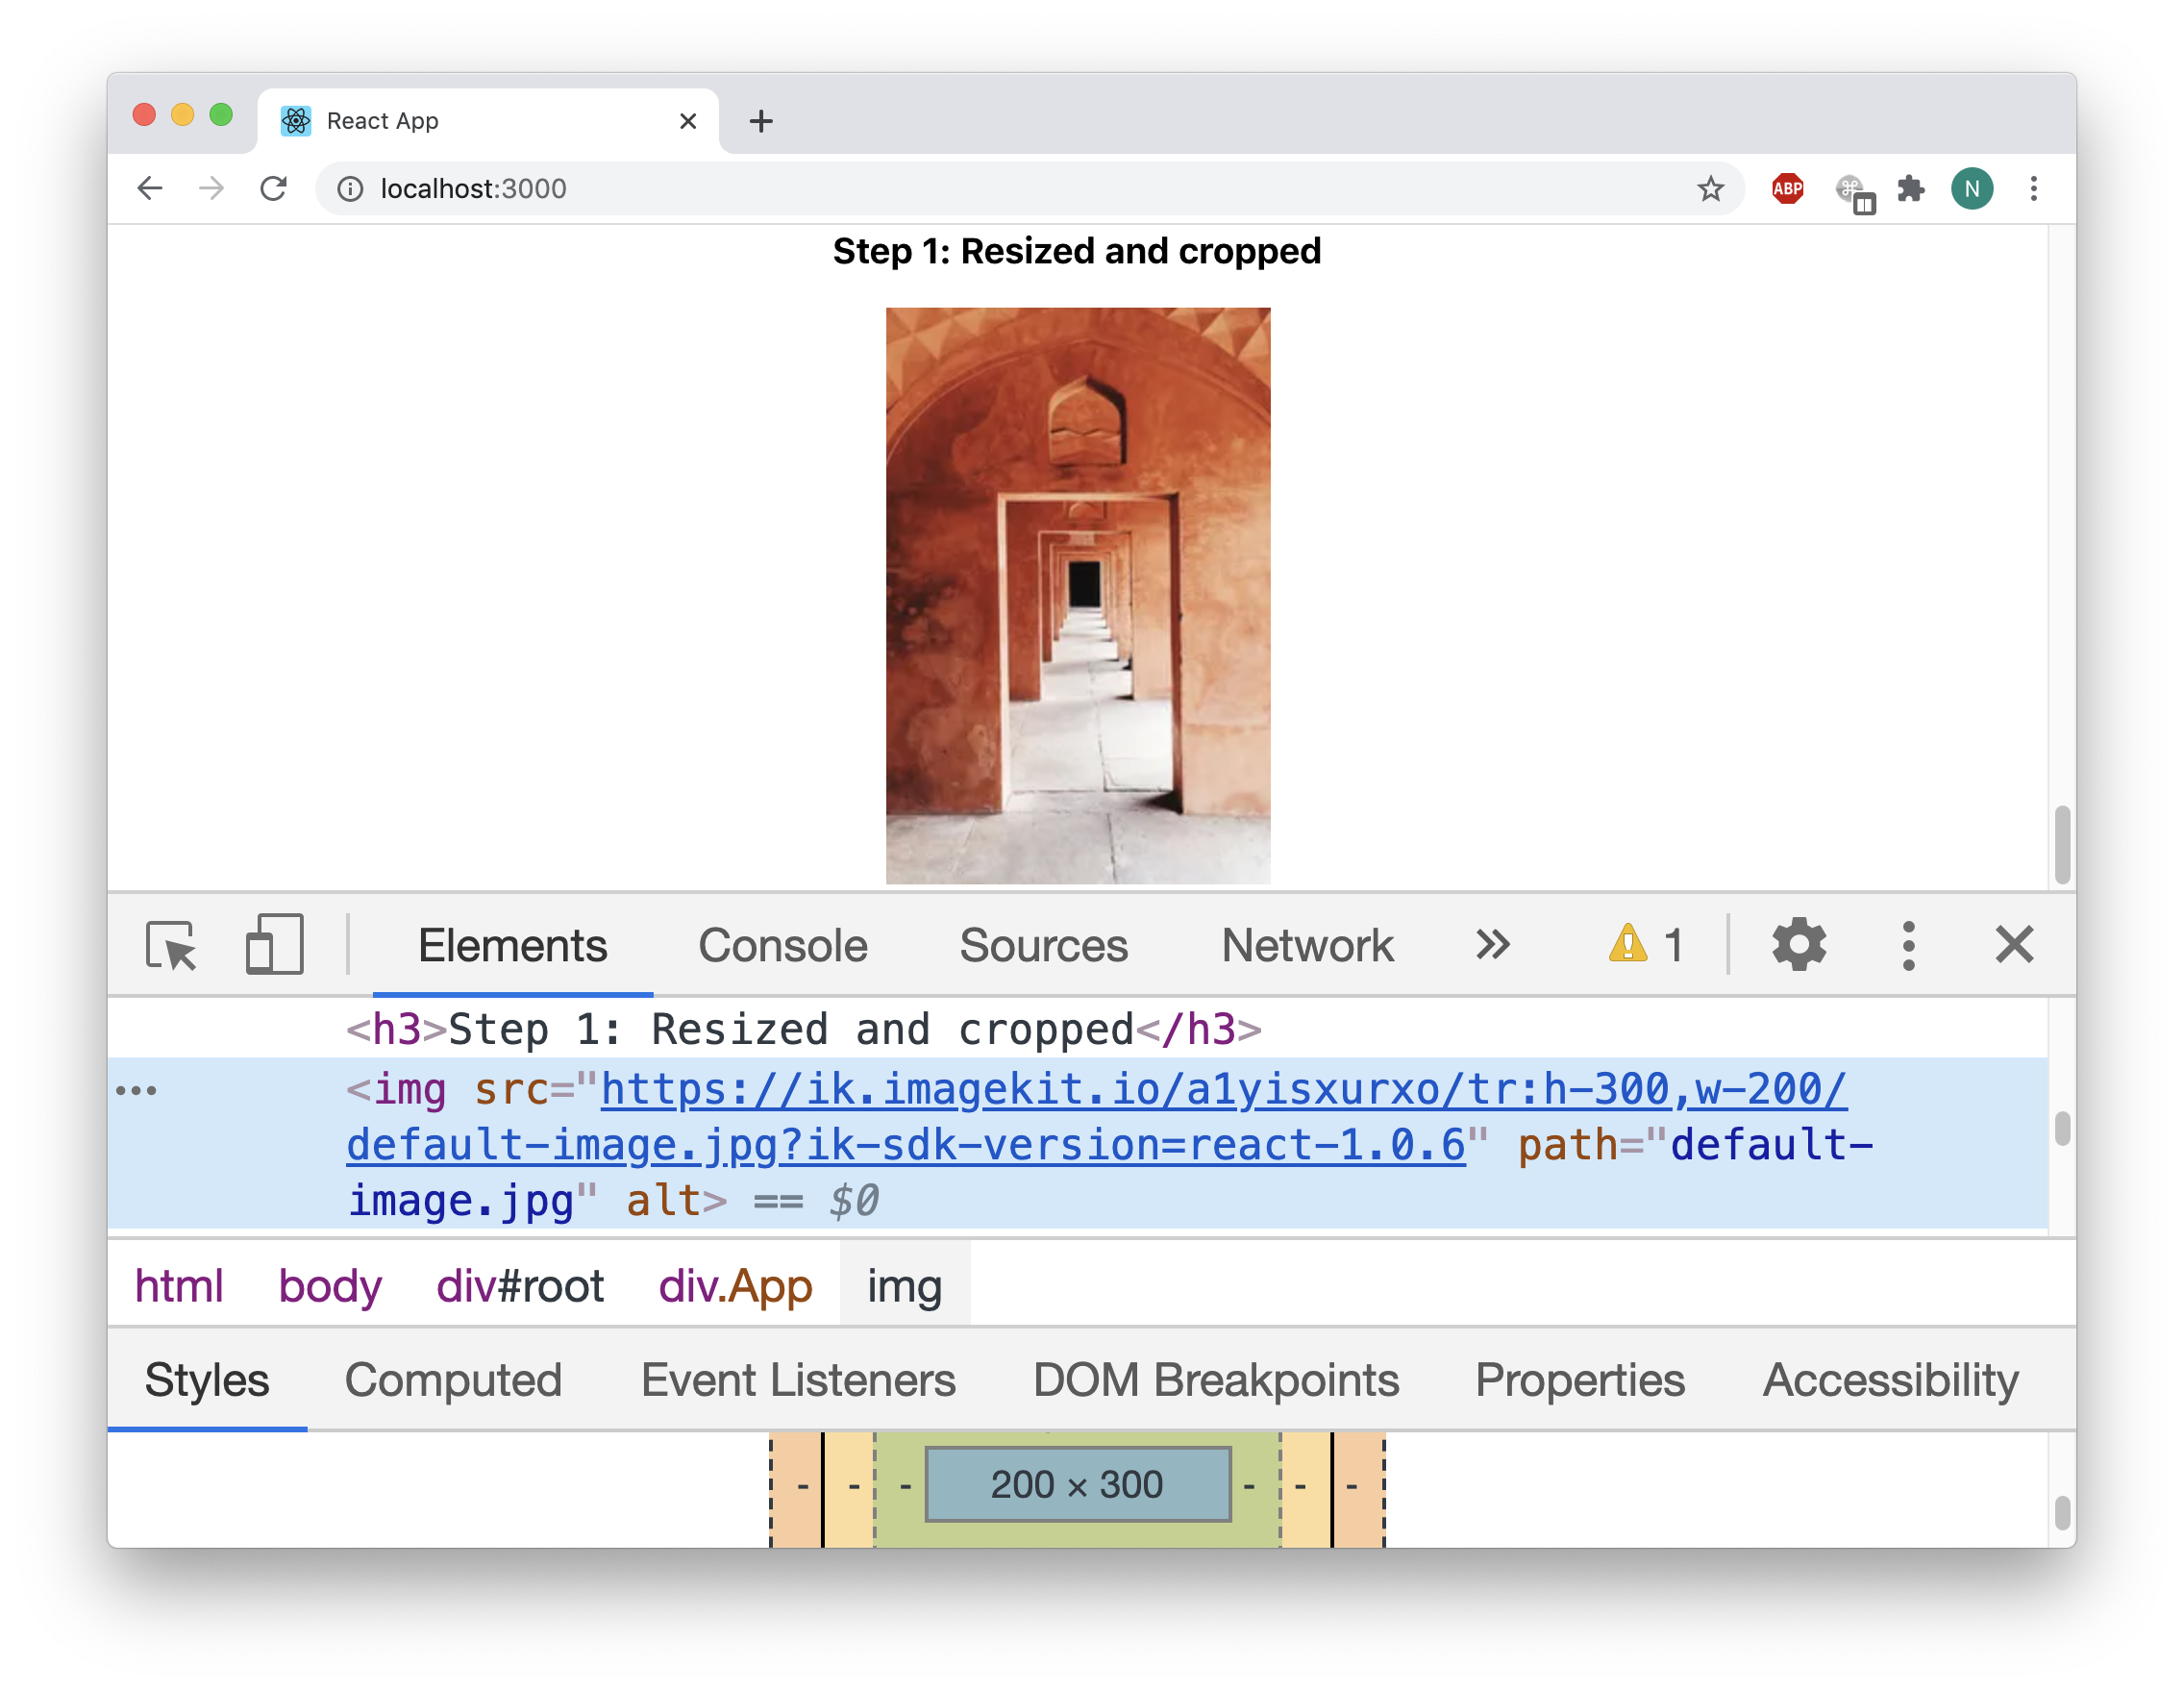 React App
localhost:3000
ABP
N
Step 1: Resized and cropped
Elements Console Sources Network 1
<h3>Step 1: Resized and cropped</h3>
<img src="https://ik.imagekit.io/a1yisxurxo/tr:h-300,w-200/
default-image.jpg?ik-sdk-version=react-1.0.6" path="default-
image.jpg" alt> == $0
html body div#root div.App img
Styles Computed Event Listeners DOM Breakpoints Properties Accessibility
- - - 200 × 300 - - -